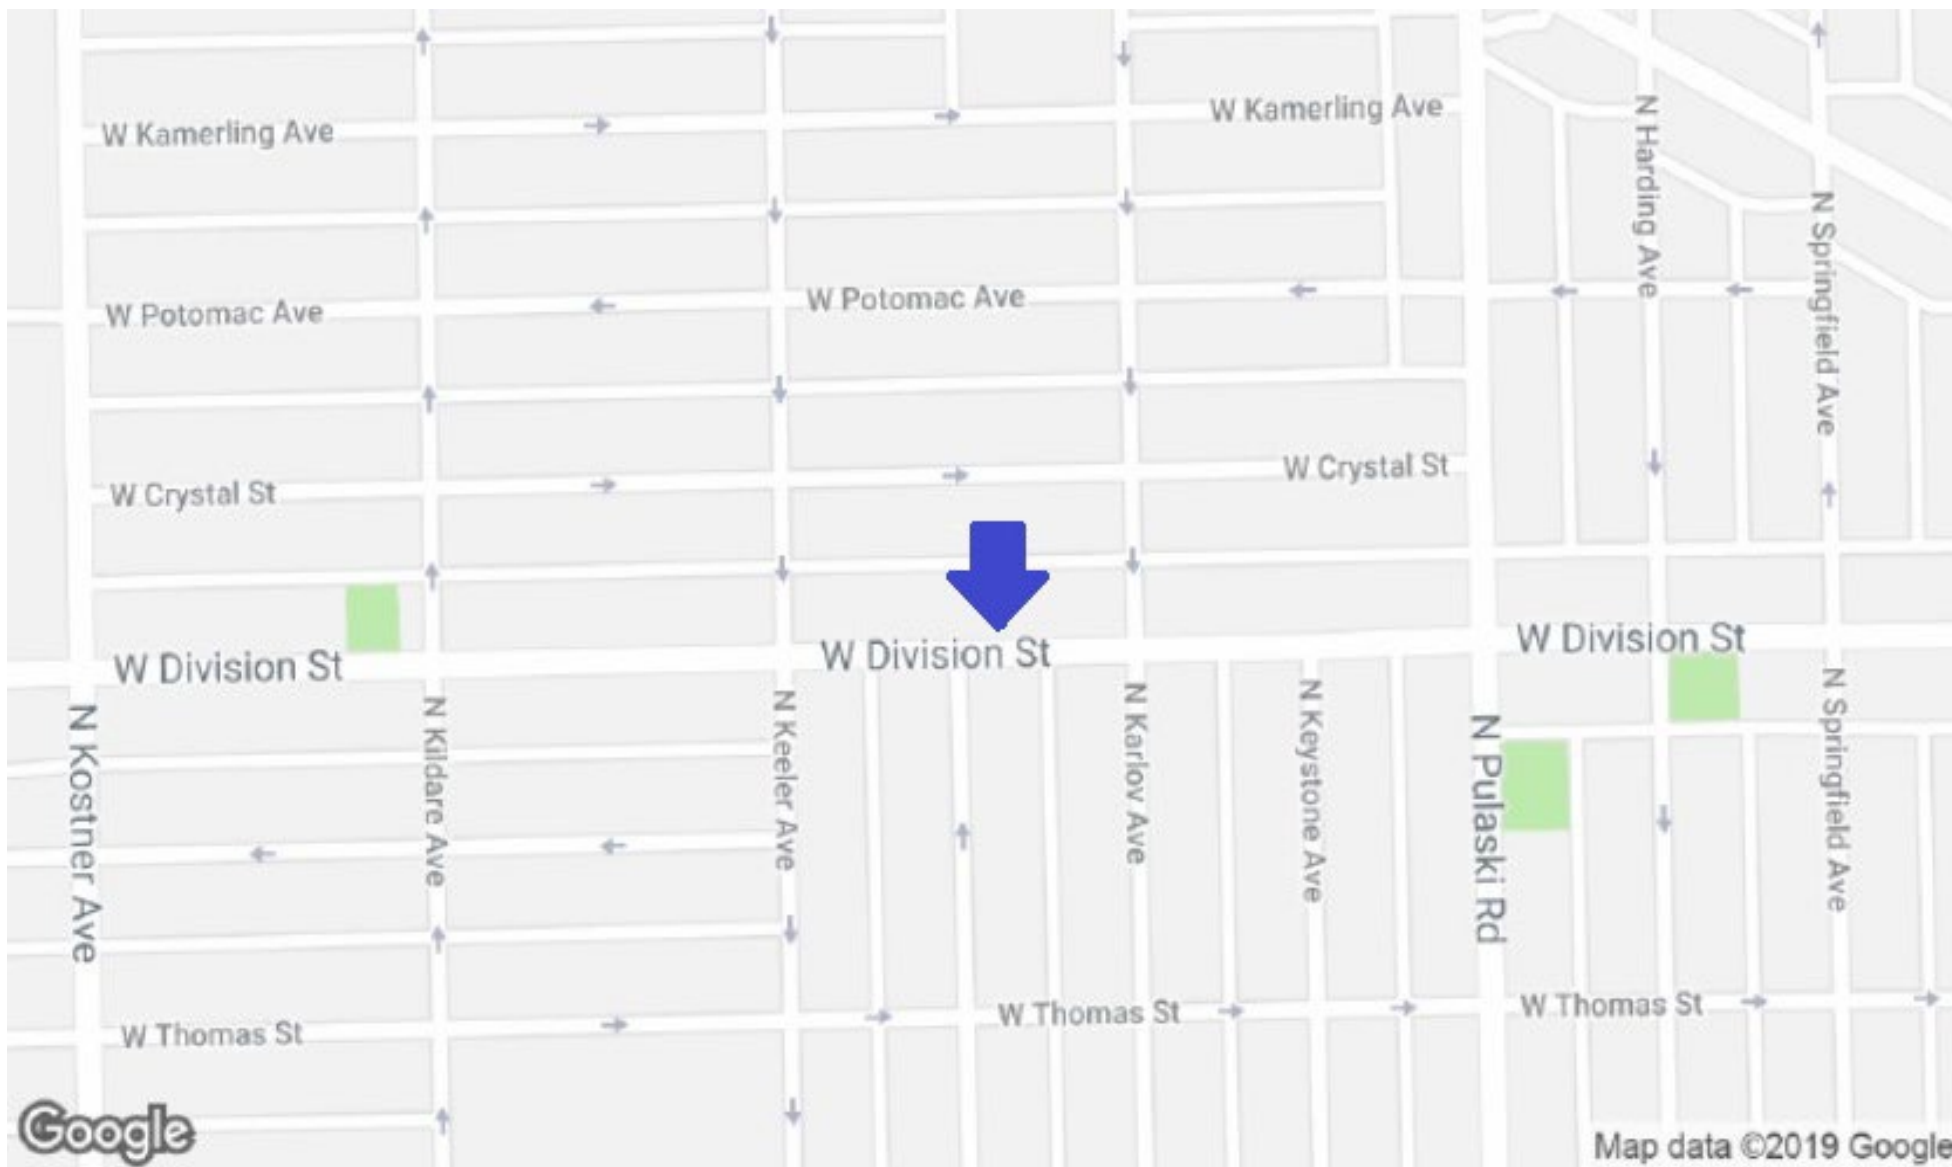 W Kamerling Ave
W Kamerling Ave
N Harding Ave
N Springfield Ave
W Potomac Ave
W Potomac Ave
W Crystal St
W Crystal St
W Division St
W Division St
W Division St
N Kostner Ave
N Kildare Ave
N Keeler Ave
N Karlov Ave
N Keystone Ave
N Pulaski Rd
N Springfield Ave
W Thomas St
W Thomas St
W Thomas St
Google
Map data ©2019 Google